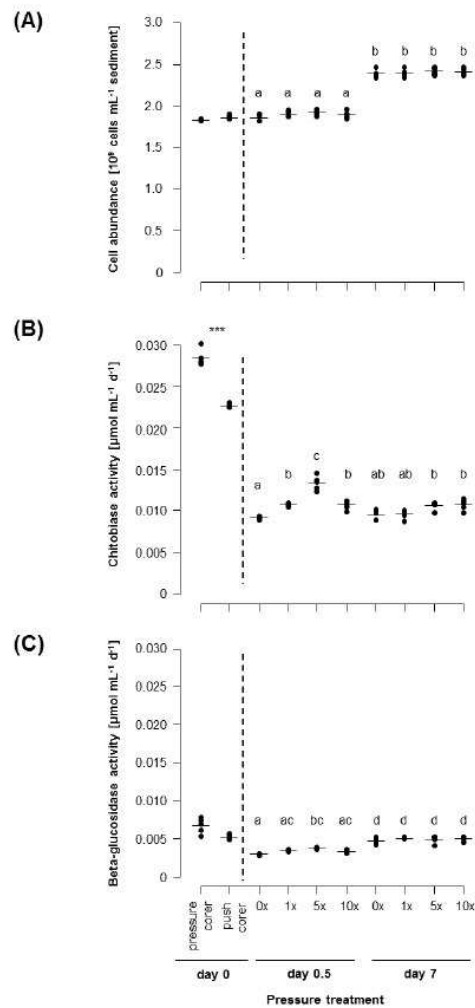 (A)
Cell abundance [10⁹ cells mL⁻¹ sediment]
3.0
2.5
2.0
1.5
1.0
0.5
0
a a a a
b b b b
(B)
Chitobiase activity [µmol mL⁻¹ d⁻¹]
0.030
0.025
0.020
0.015
0.010
0.005
0
***
a b c b ab ab b b
(C)
Beta-glucosidase activity [µmol mL⁻¹ d⁻¹]
0.030
0.025
0.020
0.015
0.010
0.005
0
a ac bc ac d d d d
pressure
corer
push
corer
0x 1x 5x 10x 0x 1x 5x 10x
day 0 day 0.5 day 7
Pressure treatment